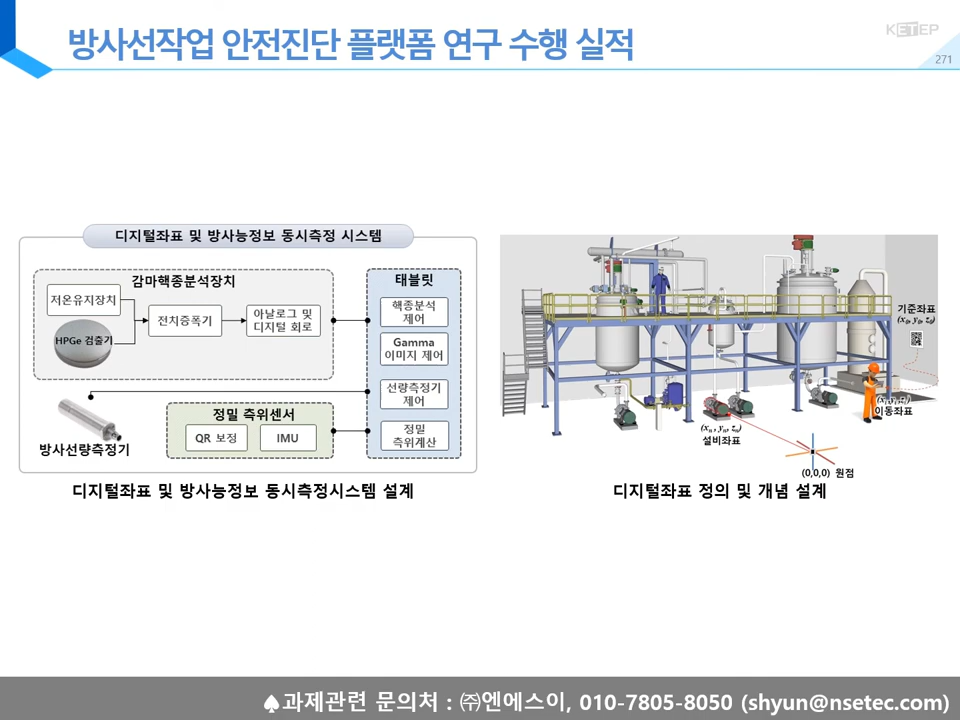 방사선작업 안전진단 플랫폼 연구 수행 실적
KETEP
271
디지털좌표 및 방사능정보 동시측정 시스템
감마핵종분석장치
저온유지장치
HPGe 검출기
전치증폭기
아날로그 및
디지털 회로
태블릿
핵종분석
제어
Gamma
이미지 제어
선량측정기
제어
정밀
측위계산
방사선량측정기
정밀 측위센서
QR 보정
IMU
디지털좌표 및 방사능정보 동시측정시스템 설계
기준좌표
(x₀, y₀, z₀)
이동좌표
(xₙ, yₙ, zₙ)
설비좌표
(0,0,0) 원점
디지털좌표 정의 및 개념 설계
♠과제관련 문의처 : ㈜엔에스이, 010-7805-8050 (shyun@nsetec.com)